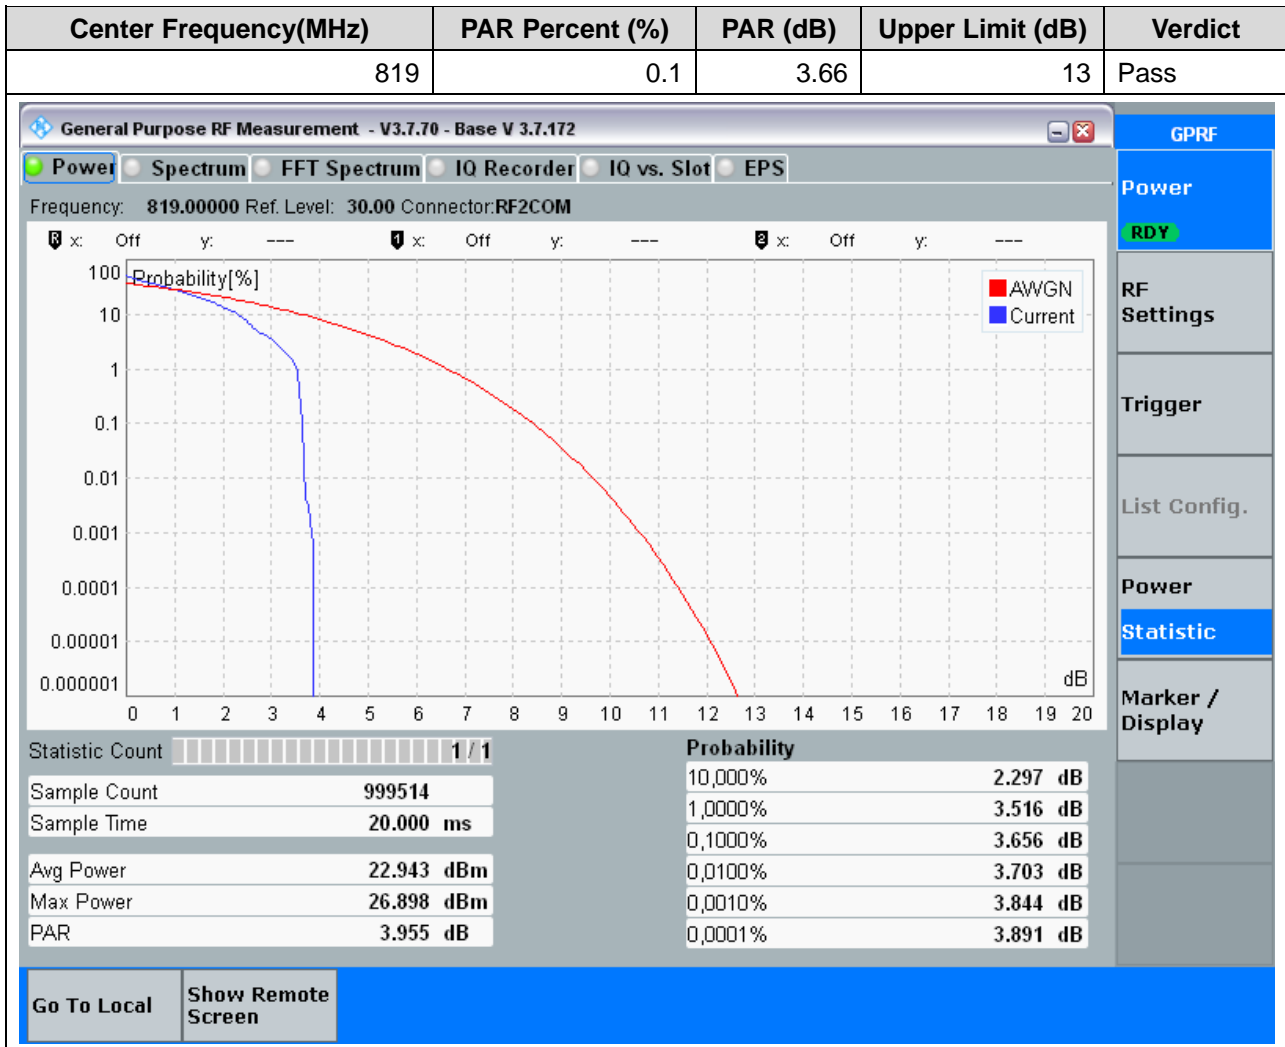 Center Frequency(MHz) PAR Percent (%) PAR (dB) Upper Limit (dB) Verdict
819 0.1 3.66 13 Pass
General Purpose RF Measurement - V3.7.70 - Base V 3.7.172
GPRF
Power Spectrum FFT Spectrum IQ Recorder IQ vs. Slot EPS
Power
RDY
Frequency: 819.00000 Ref. Level: 30.00 Connector:RF2COM
R x: Off y: --- 1 x: Off y: --- 2 x: Off y: ---
Probability[%]
AWGN
Current
100
10
1
0.1
0.01
0.001
0.0001
0.00001
0.000001
dB
0 1 2 3 4 5 6 7 8 9 10 11 12 13 14 15 16 17 18 19 20
RF
Settings
Trigger
List Config.
Power
Statistic
Marker /
Display
Statistic Count 1 / 1
Sample Count 999514
Sample Time 20.000 ms
Avg Power 22.943 dBm
Max Power 26.898 dBm
PAR 3.955 dB
Probability
10,000% 2.297 dB
1,0000% 3.516 dB
0,1000% 3.656 dB
0,0100% 3.703 dB
0,0010% 3.844 dB
0,0001% 3.891 dB
Go To Local
Show Remote
Screen